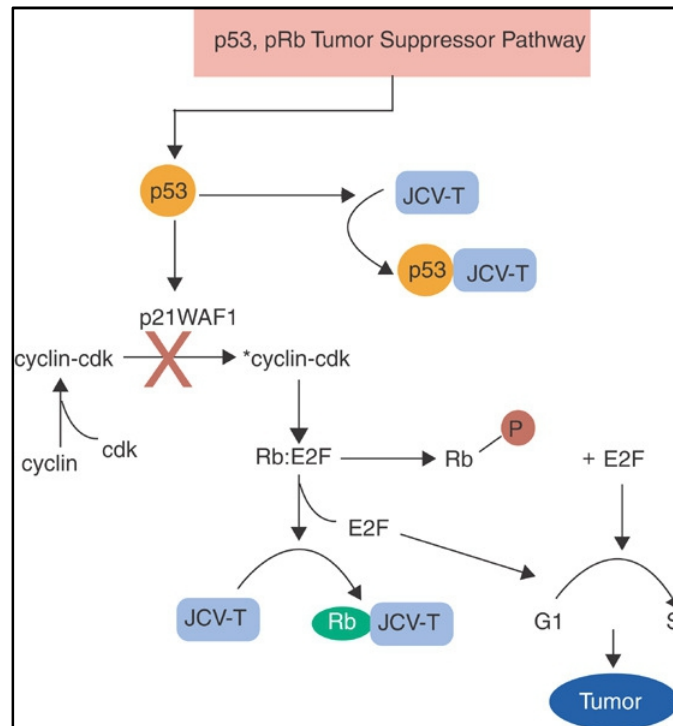 p53, pRb Tumor Suppressor Pathway
p53
JCV-T
p53 JCV-T
p21WAF1
cyclin-cdk
*cyclin-cdk
cyclin
cdk
Rb:E2F
Rb
P
+ E2F
E2F
JCV-T
Rb JCV-T
G1
S
Tumor